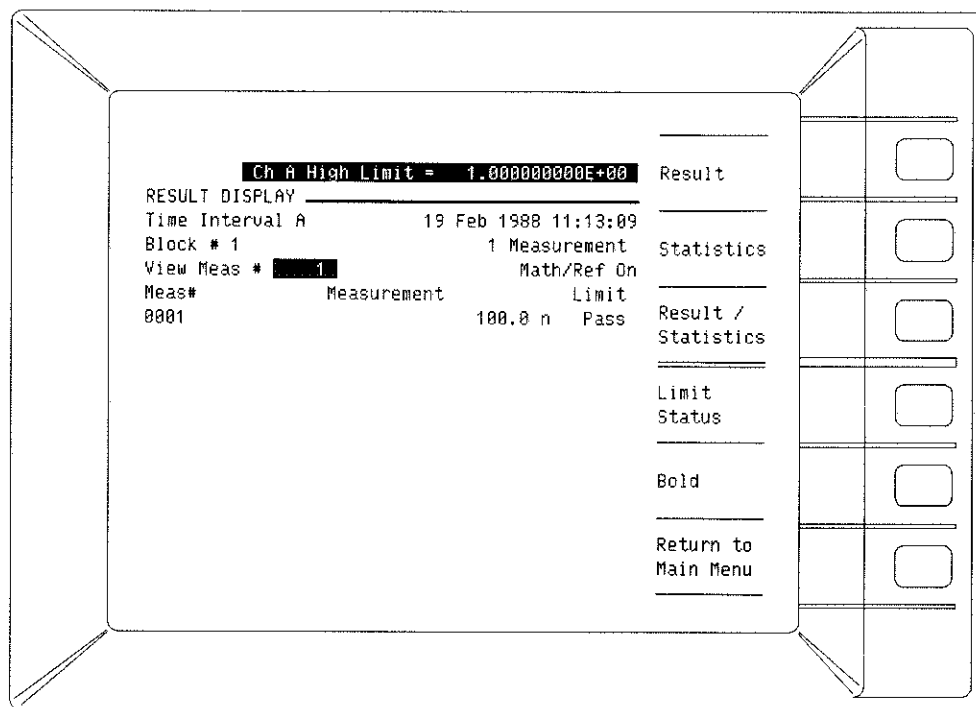 Ch A High Limit = 1.000000000E+00
RESULT DISPLAY
Time Interval A 19 Feb 1988 11:13:09
Block # 1 1 Measurement
View Meas # 1 Math/Ref On
Meas# Measurement Limit
0001 100.0 n Pass
Result
Statistics
Result /
Statistics
Limit
Status
Bold
Return to
Main Menu